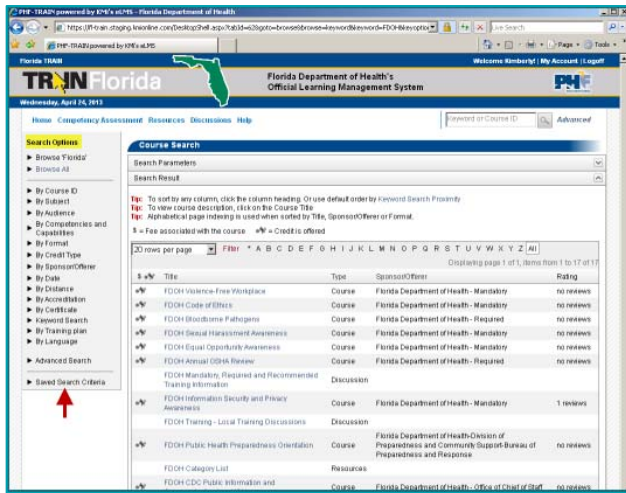 PHF-TRAIN powered by KMI's eLMS - Florida Department of Health
https://lf-train.staging.kneonline.com/DesktopShell.aspx?tabId=62&goto=browse&browse=keyword&keyword=FDOH&keyoption
Live Search
PHF-TRAIN powered by KMI's eLMS
Page
Tools
Florida TRAIN
Welcome Kimberly! | My Account | Logoff
TRAIN Florida
Florida Department of Health's
Official Learning Management System
PHF
Wednesday, April 24, 2013
Home Competency Assessment Resources Discussions Help
Keyword or Course ID
Advanced
Search Options
Browse 'Florida'
Browse All
By Course ID
By Subject
By Audience
By Competencies and
Capabilities
By Format
By Credit Type
By Sponsor/Offerer
By Date
By Distance
By Accreditation
By Certificate
Keyword Search
By Training plan
By Language
Advanced Search
Saved Search Criteria
Course Search
Search Parameters
Search Result
Tip: To sort by any column, click the column heading. Or use default order by Keyword Search Proximity
Tip: To view course description, click on the Course Title
Tip: Alphabetical page indexing is used when sorted by Title, Sponsor/Offerer or Format.
$ = Fee associated with the course = Credit is offered
20 rows per page Filter * A B C D E F G H I J K L M N O P Q R S T U V W X Y Z All
Displaying page 1 of 1, items from 1 to 17 of 17
$ Title Type Sponsor/Offerer Rating
FDOH Violence-Free Workplace Course Florida Department of Health - Mandatory no reviews
FDOH Code of Ethics Course Florida Department of Health - Mandatory no reviews
FDOH Bloodborne Pathogens Course Florida Department of Health - Required no reviews
FDOH Sexual Harassment Awareness Course Florida Department of Health - Mandatory no reviews
FDOH Equal Opportunity Awareness Course Florida Department of Health - Mandatory no reviews
FDOH Annual OSHA Review Course Florida Department of Health - Required no reviews
FDOH Mandatory, Required and Recommended
Training Information Discussion
FDOH Information Security and Privacy
Awareness Course Florida Department of Health - Mandatory 1 reviews
FDOH Training - Local Training Discussions Discussion
FDOH Public Health Preparedness Orientation Course Florida Department of Health-Division of
Preparedness and Community Support-Bureau of
Preparedness and Response no reviews
FDOH Category List Resources
FDOH CDC Public Information and
Course Florida Department of Health - Office of Chief of Staff no reviews